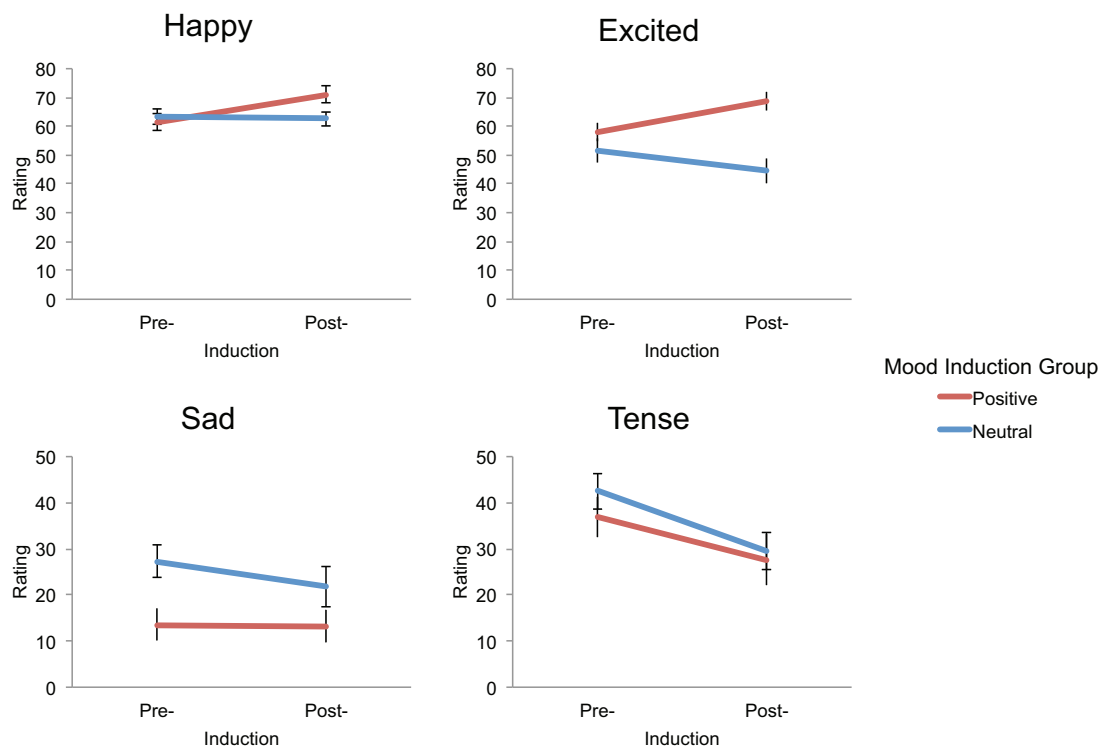 Happy
80
70
60
50
40
30
20
10
0
Rating
Pre-
Post-
Induction
Excited
80
70
60
50
40
30
20
10
0
Rating
Pre-
Post-
Induction
Mood Induction Group
Positive
Neutral
Sad
50
40
30
20
10
0
Rating
Pre-
Post-
Induction
Tense
50
40
30
20
10
0
Rating
Pre-
Post-
Induction